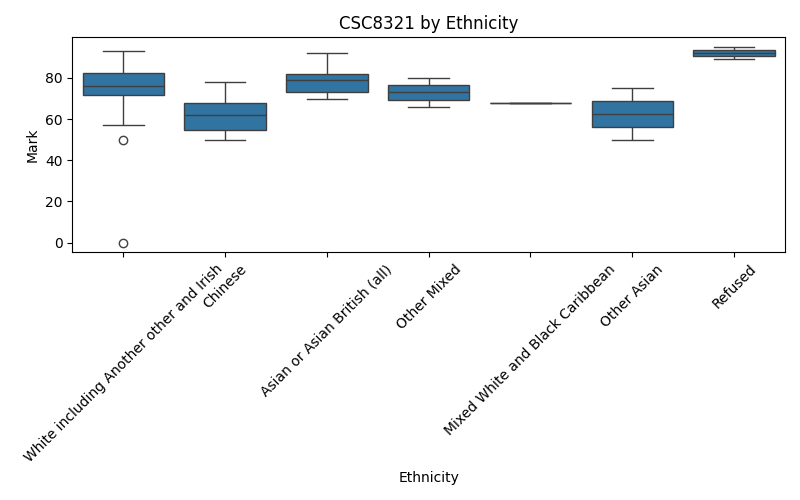 CSC8321 by Ethnicity
Mark
80
60
40
20
0
White including Another other and Irish
Chinese
Asian or Asian British (all)
Other Mixed
Mixed White and Black Caribbean
Other Asian
Refused
Ethnicity